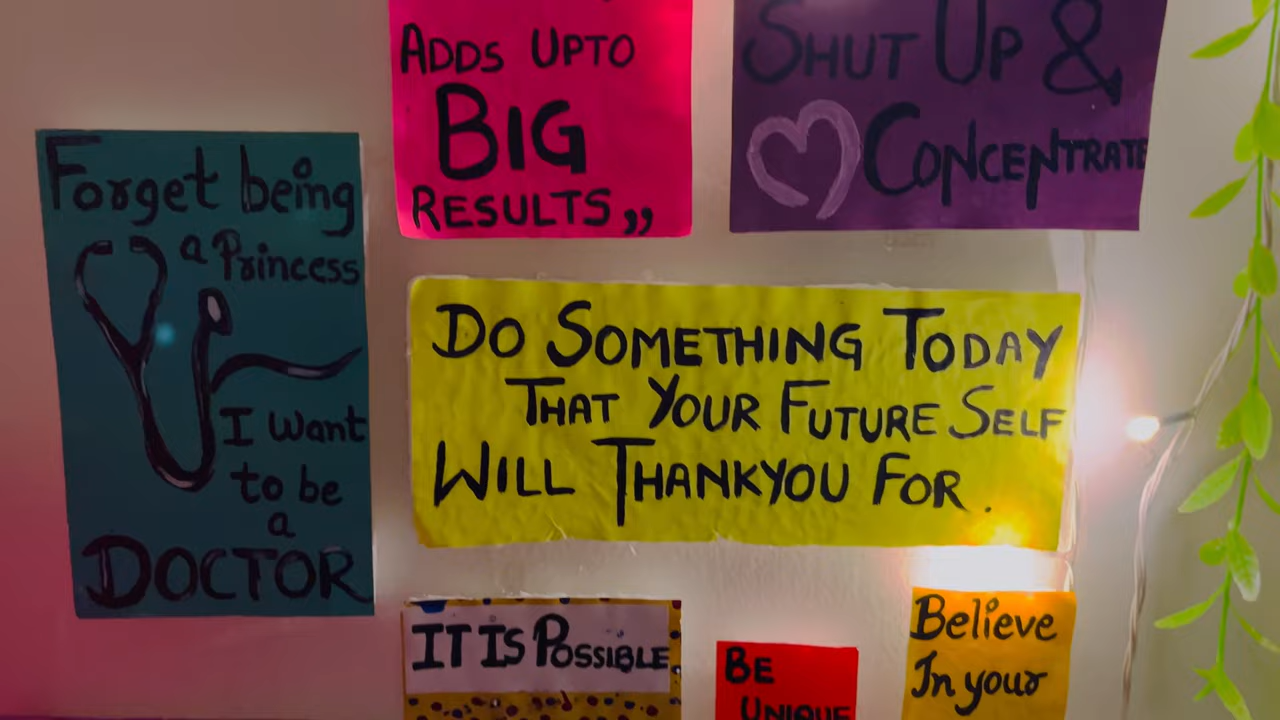 Forget being
a Princess
I want
to be
a
DOCTOR
ADDS UPTO
BIG
RESULTS,,
SHUT UP &
CONCENTRATE
DO SOMETHING TODAY
THAT YOUR FUTURE SELF
WILL THANKYOU FOR.
IT IS POSSIBLE
BE
UNIQUE
Believe
In your